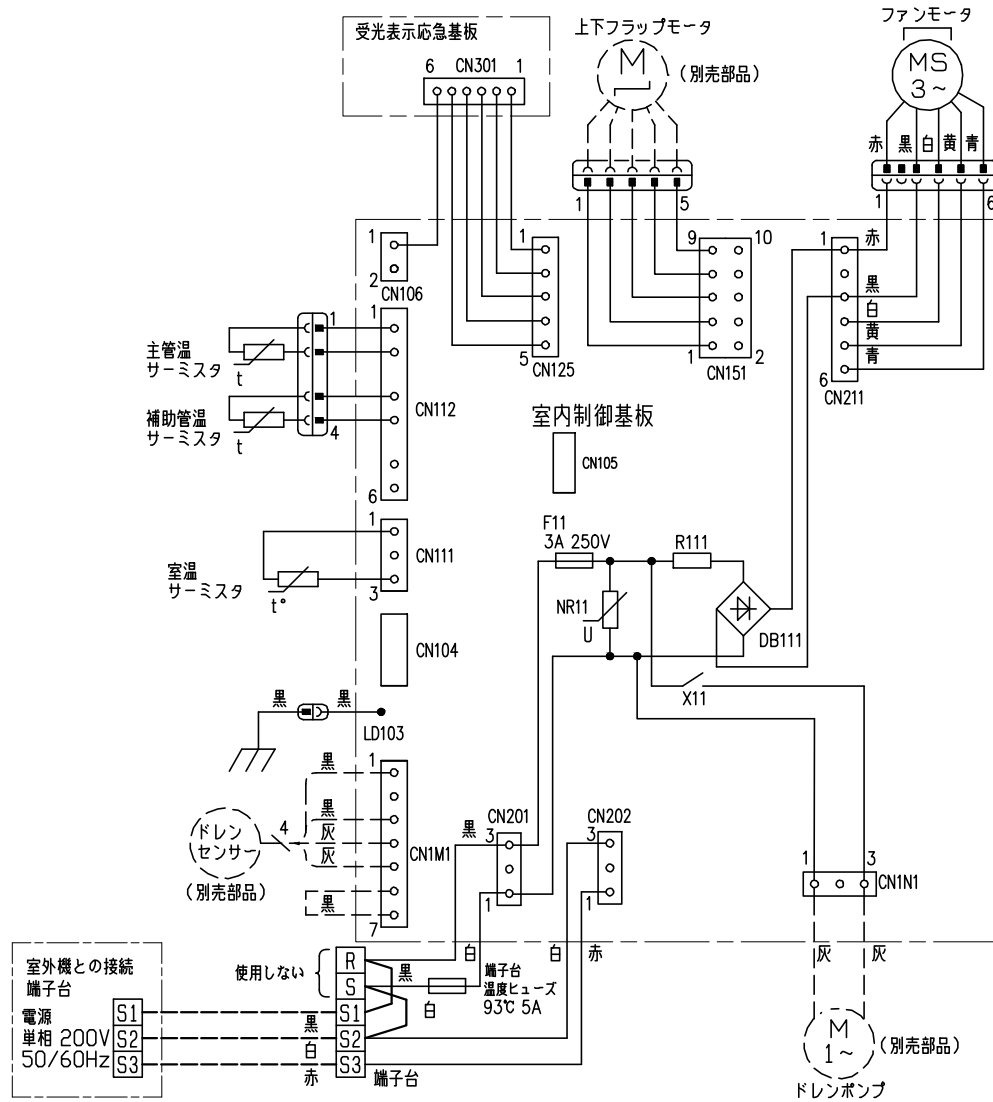 受光表示応急基板
6 CN301 1
上下フラップモータ
M
(別売部品)
ファンモータ
MS
3~
赤 黒 白 黄 青
1 5
1 6
1
2
CN106
1
5
CN125
9 10
1 2
CN151
1 赤
黒
白
黄
青
6
CN211
主管温
サーミスタ
t
補助管温
サーミスタ
t
1
4
1
6
CN112
室内制御基板
CN105
室温
サーミスタ
t°
1
3
CN111
CN104
F11
3A 250V
R111
NR11
U
DB111
X11
黒 黒
LD103
ドレン
センサー
(別売部品)
4
黒
黒
灰
灰
黒
1
7
CN1M1
CN201
黒 3
1
CN202
3
1
1 3
CN1N1
白 白 赤
灰 灰
M
1~
(別売部品)
ドレンポンプ
室外機との接続
端子台
電源
単相 200V
50/60Hz
S1
S2
S3
黒
白
赤
使用しない
R
S
S1
S2
S3
端子台
黒
白
端子台
温度ヒューズ
93℃ 5A